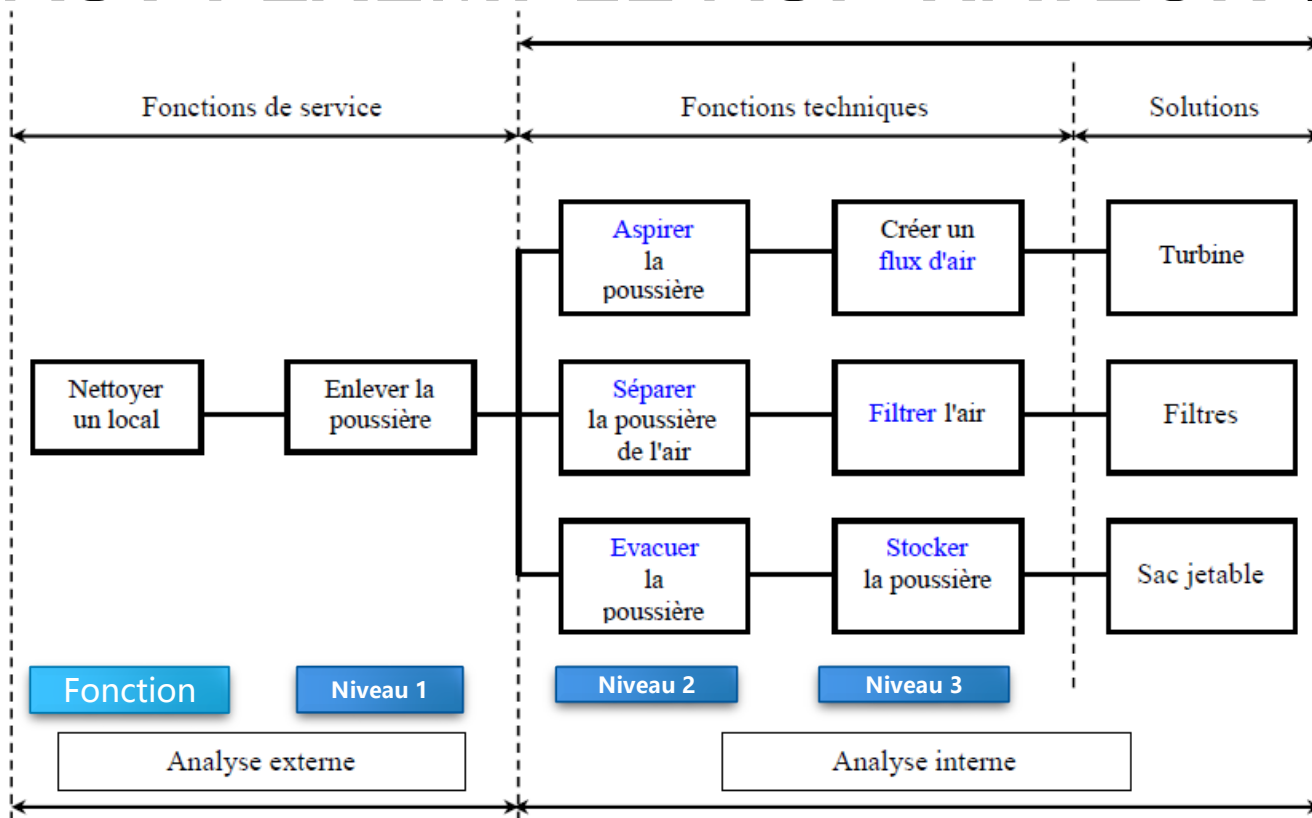 Fonctions de service
Fonctions techniques
Solutions
Aspirer
la
poussière
Créer un
flux d'air
Turbine
Nettoyer
un local
Enlever la
poussière
Séparer
la poussière
de l'air
Filtrer l'air
Filtres
Evacuer
la
poussière
Stocker
la poussière
Sac jetable
Fonction
Niveau 1
Niveau 2
Niveau 3
Analyse externe
Analyse interne